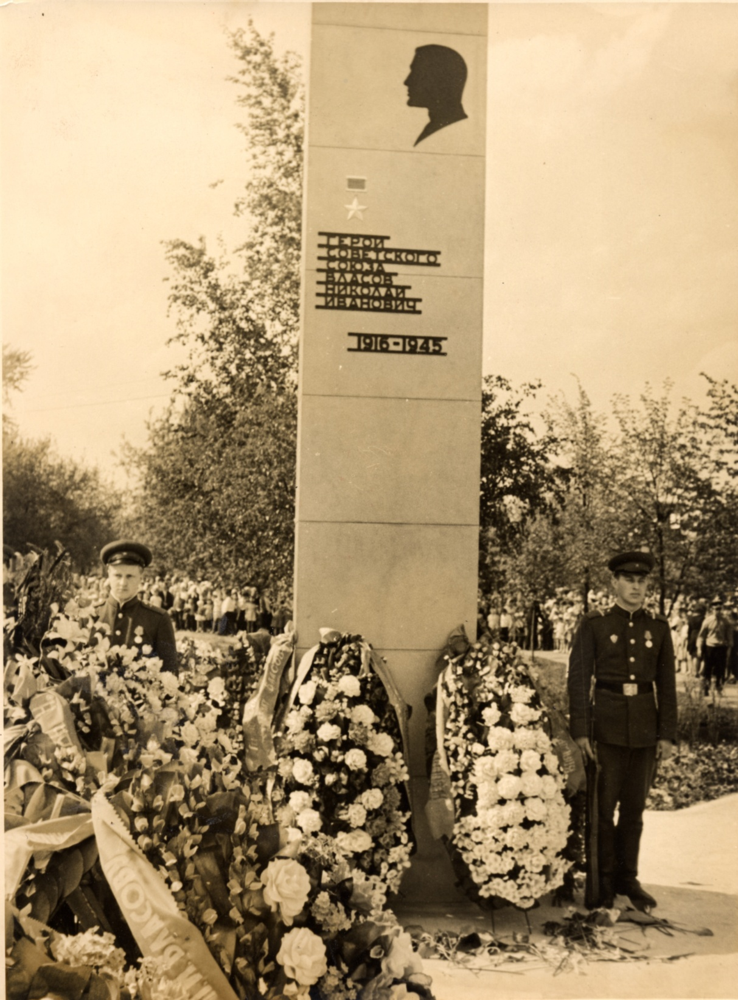 ГЕРОЙ
СОВЕТСКОГО
СОЮЗА
ВЛАСОВ
НИКОЛАЙ
ИВАНОВИЧ
1916-1945